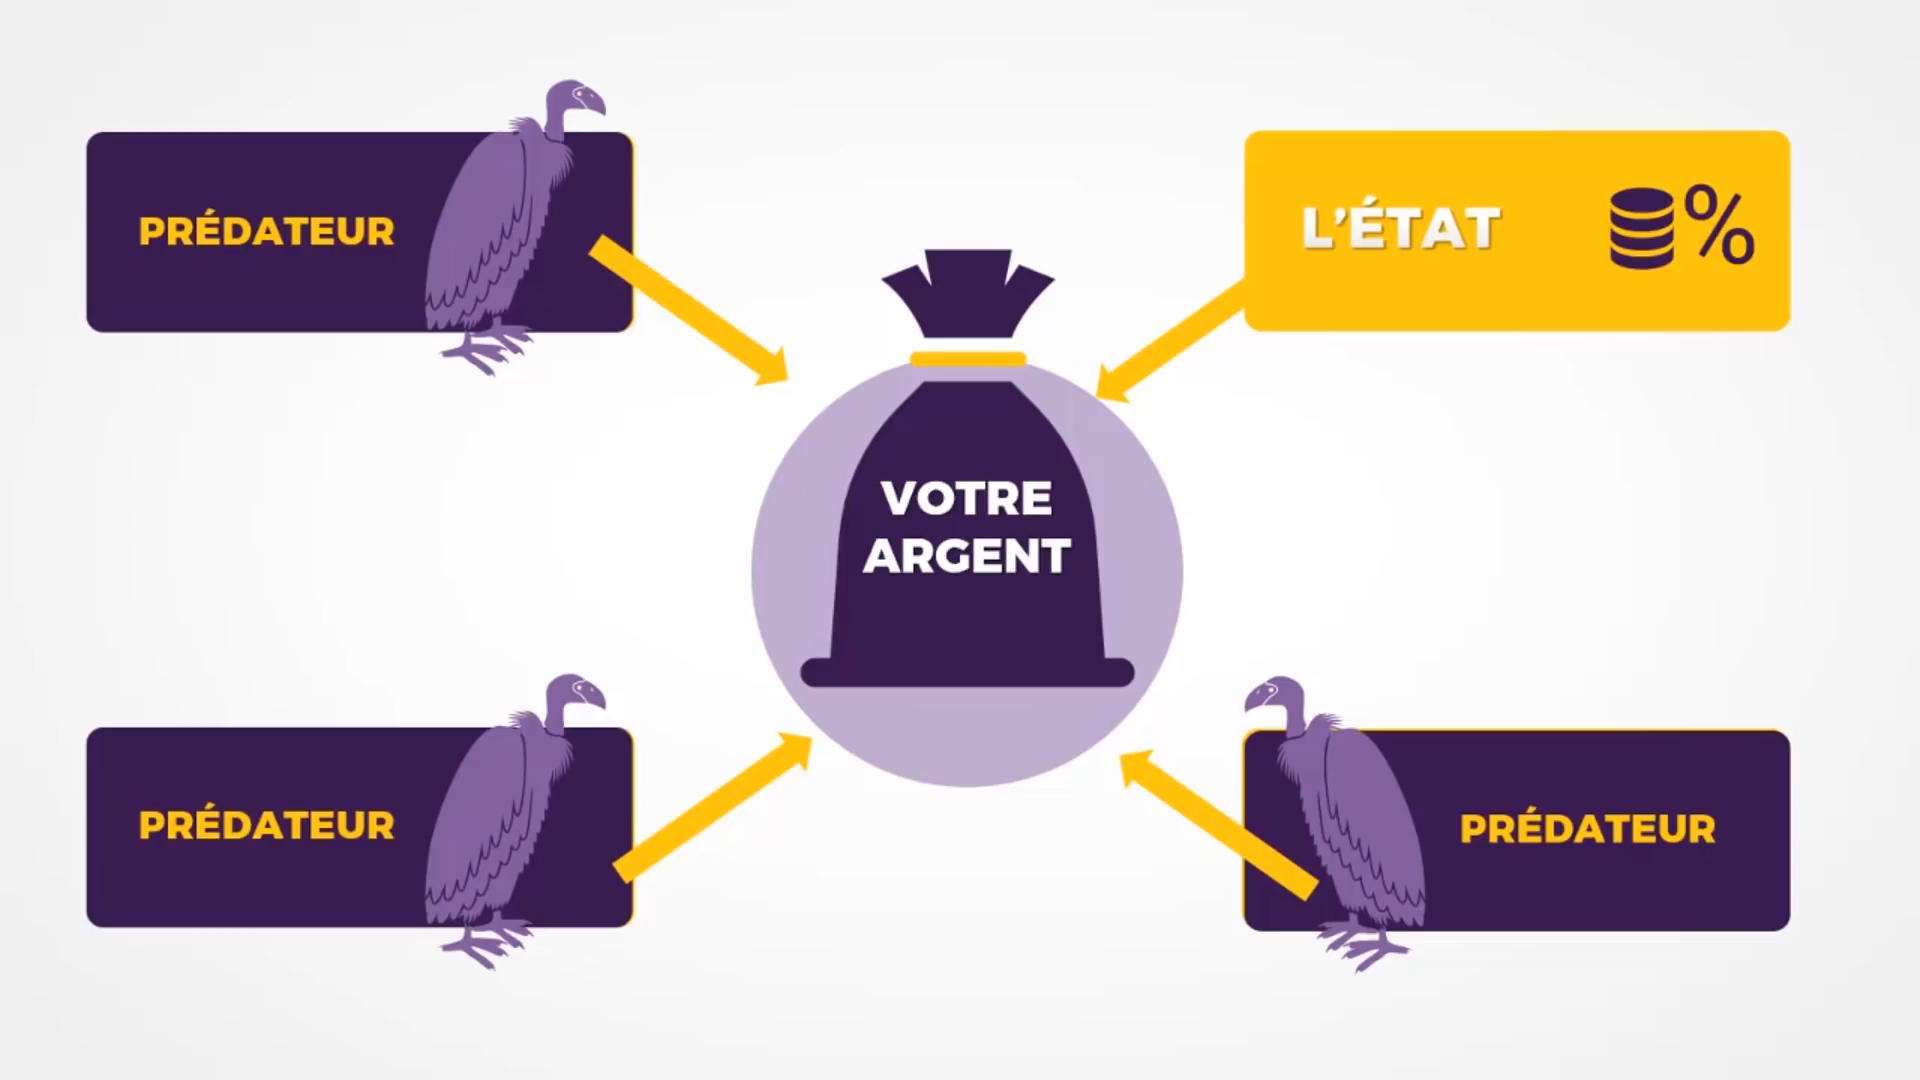 PRÉDATEUR
L'ÉTAT
%
VOTRE
ARGENT
PRÉDATEUR
PRÉDATEUR